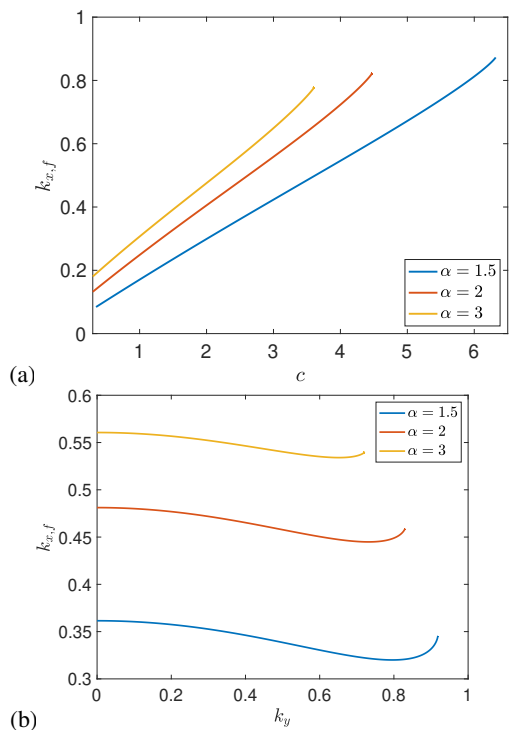 1
0.8
0.6
0.4
0.2
0
k_{x,f}
α = 1.5
α = 2
α = 3
1 2 3 4 5 6
(a)
c
0.6
0.55
0.5
0.45
0.4
0.35
0.3
k_{x,f}
α = 1.5
α = 2
α = 3
0 0.2 0.4 0.6 0.8 1
(b)
k_y